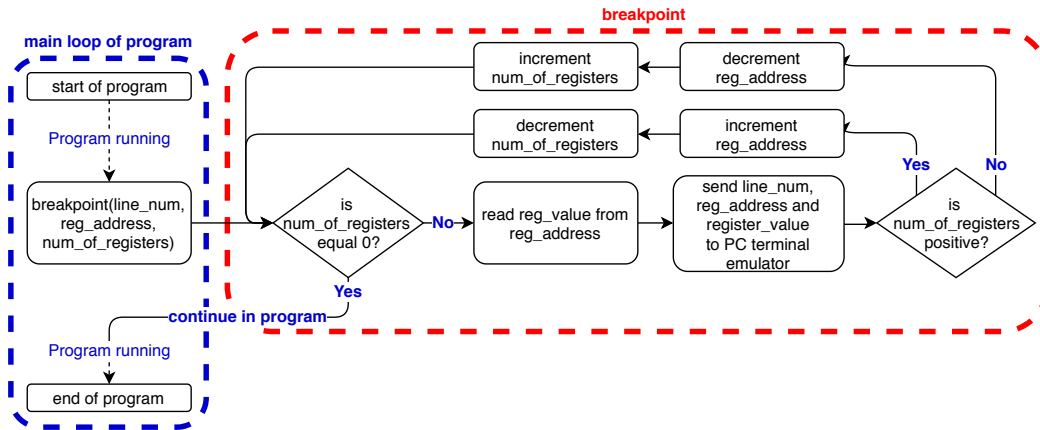 breakpoint
main loop of program
start of program
Program running
breakpoint(line_num,
reg_address,
num_of_registers)
increment
num_of_registers
decrement
reg_address
decrement
num_of_registers
increment
reg_address
Yes
No
is
num_of_registers
equal 0?
No
read reg_value from
reg_address
send line_num,
reg_address and
register_value
to PC terminal
emulator
is
num_of_registers
positive?
Yes
continue in program
Program running
end of program